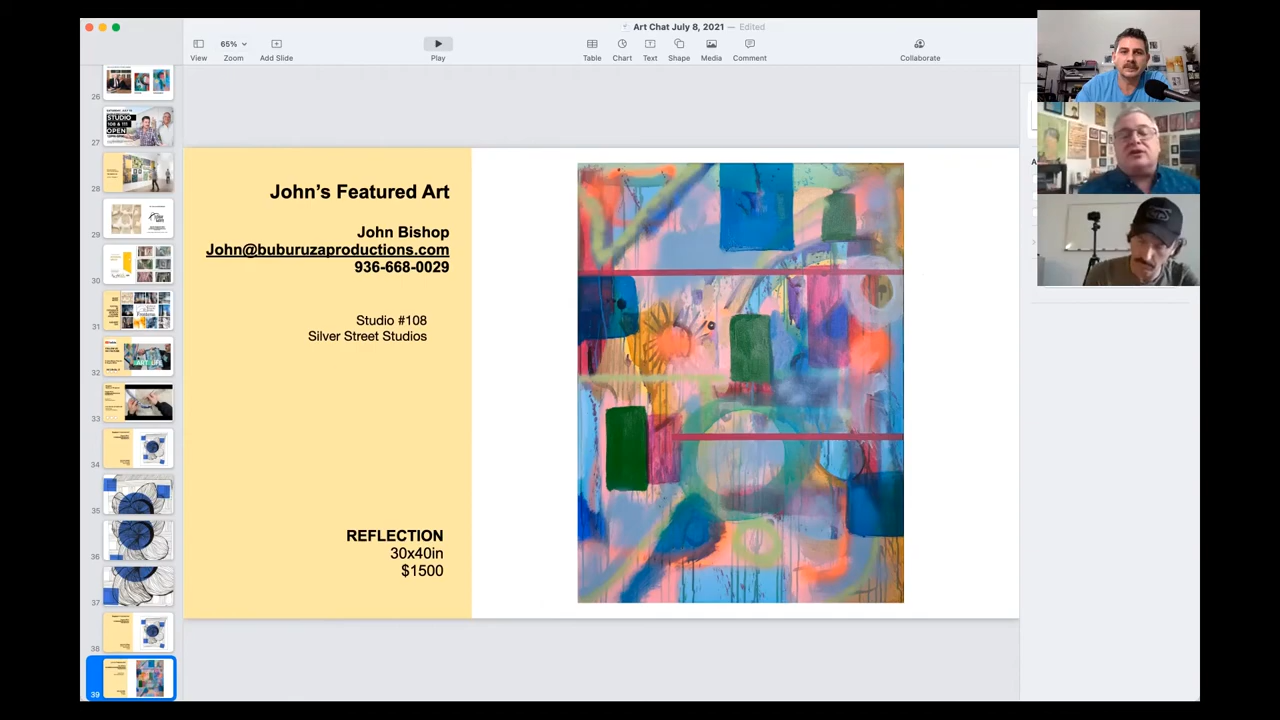 Art Chat July 8, 2021 — Edited
65%
View
Zoom
Add Slide
Play
Table
Chart
Text
Shape
Media
Comment
Collaborate
26
27
STUDIO
OPEN
28
29
30
31
32
33
34
35
36
37
38
39
John’s Featured Art
John Bishop
John@buburuzaproductions.com
936-668-0029
Studio #108
Silver Street Studios
REFLECTION
30x40in
$1500